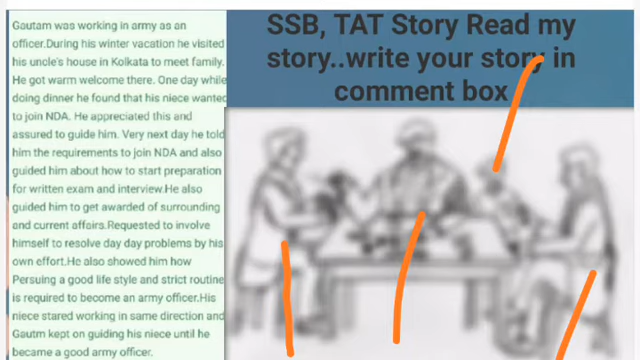 SSB, TAT Story Read my
story..write your story in
comment box
Gautam was working in army as an
officer.During his winter vacation he visited
his uncle's house in Kolkata to meet family.
He got warm welcome there. One day while
doing dinner he found that his niece wanted
to join NDA. He appreciated this and
assured to guide him. Very next day he told
him the requirements to join NDA and also
guided him about how to start preparation
for written exam and interview.He also
guided him to get awarded of surrounding
and current affairs.Requested to involve
himself to resolve day day problems by his
own effort.He also showed him how
Persuing a good life style and strict routine
is required to become an army officer.His
niece stared working in same direction and
Gautm kept on guiding his niece until he
became a good army officer.